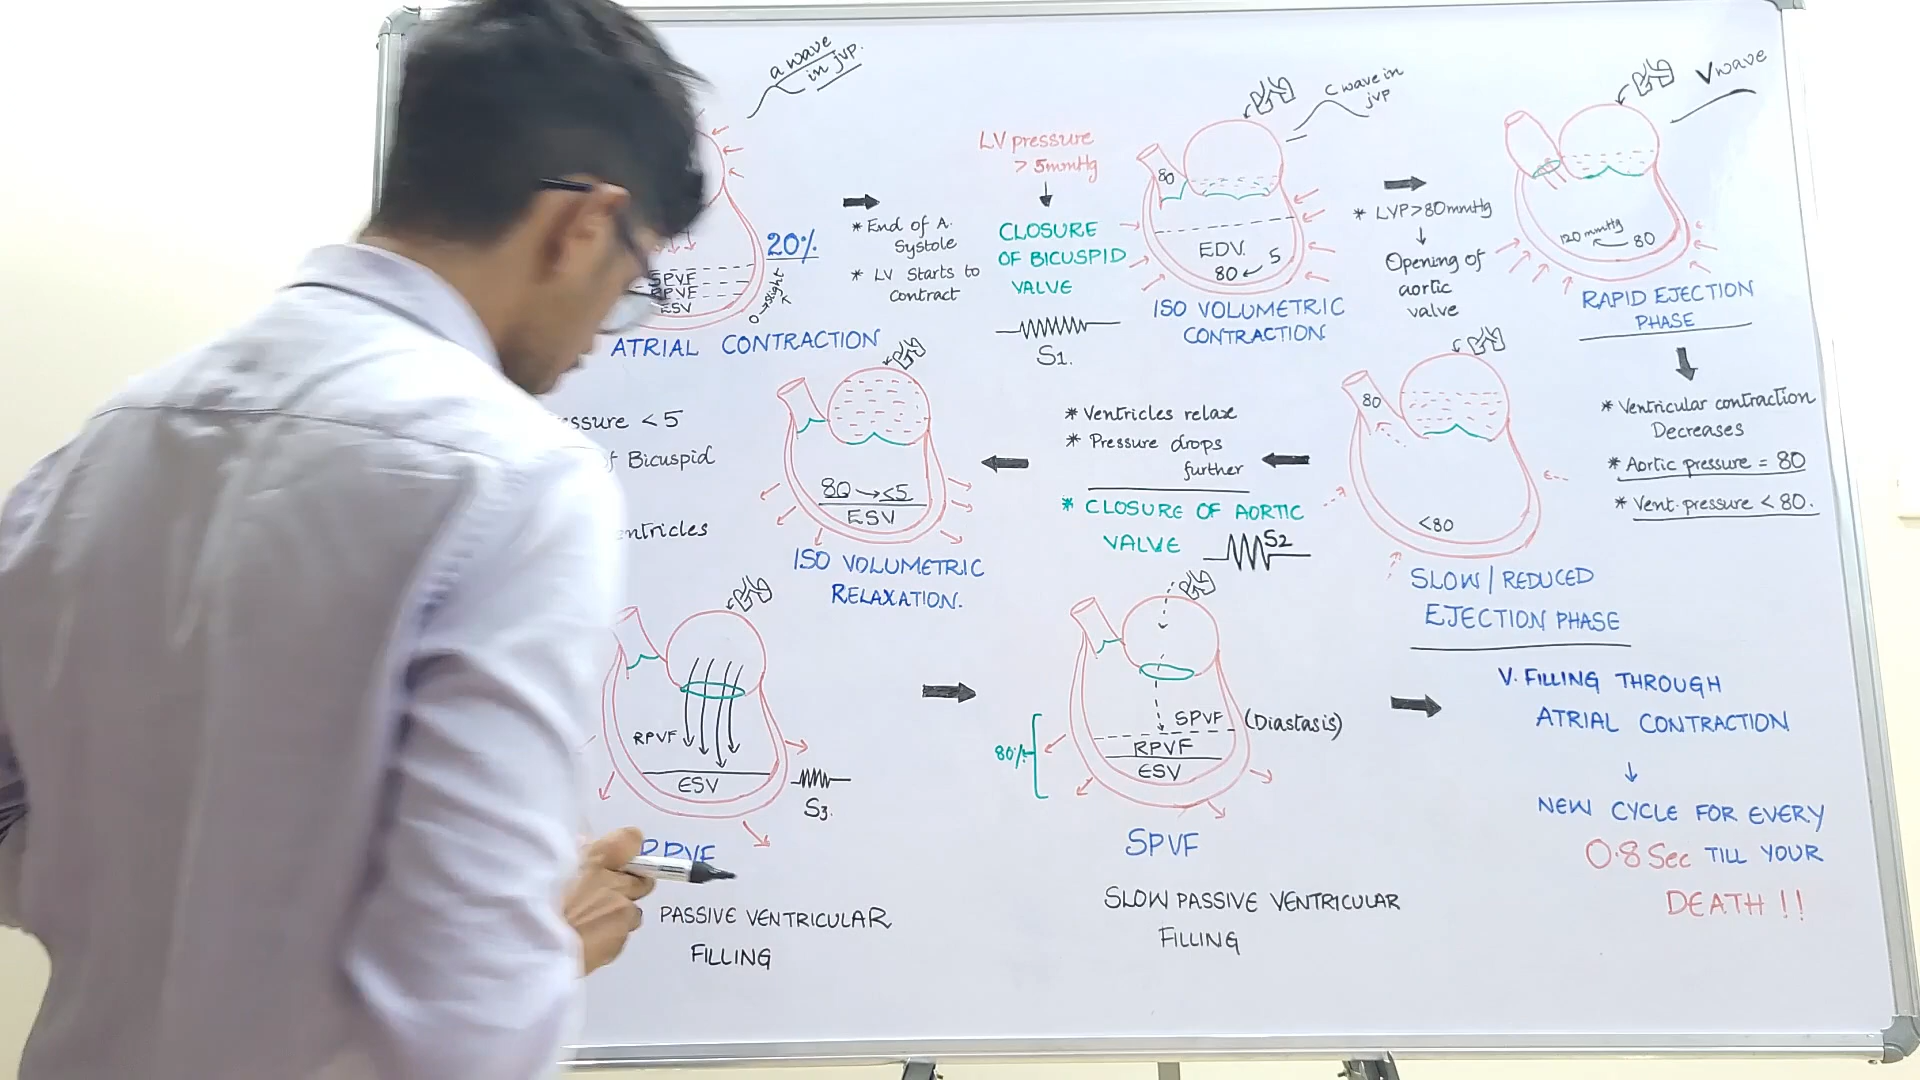 a wave
in jvp.
20%
SPVF
RPVF
ESV
0→slight ↑
ATRIAL CONTRACTION
* End of A.
Systole
* LV Starts to
Contract
LV pressure
> 5mmHg
↓
CLOSURE
OF BICUSPID
VALVE
S1.
C wave in
jvp
80
EDV.
80 ← 5
ISO VOLUMETRIC
CONTRACTION
* LVP>80mmHg
↓
Opening of
aortic
valve
V wave
120 mmHg ← 80
RAPID EJECTION
PHASE
* Ventricular contraction
Decreases
* Aortic pressure = 80
* Vent. pressure < 80.
80
<80
SLOW / REDUCED
EJECTION PHASE
* Ventricles relax
* Pressure drops
further
* CLOSURE OF AORTIC
VALVE
S2
80 → <5
ESV
ISO VOLUMETRIC
RELAXATION.
ssure < 5
f Bicuspid
entricles
RPVF
ESV
S3.
RPVF
PASSIVE VENTRICULAR
FILLING
80%
SPVF (Diastasis)
RPVF
ESV
SPVF
SLOW PASSIVE VENTRICULAR
FILLING
V. FILLING THROUGH
ATRIAL CONTRACTION
↓
NEW CYCLE FOR EVERY
0.8 Sec TILL YOUR
DEATH !!